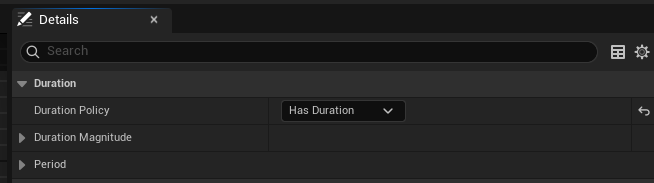 Details
Search
Duration
Duration Policy Has Duration
Duration Magnitude
Period